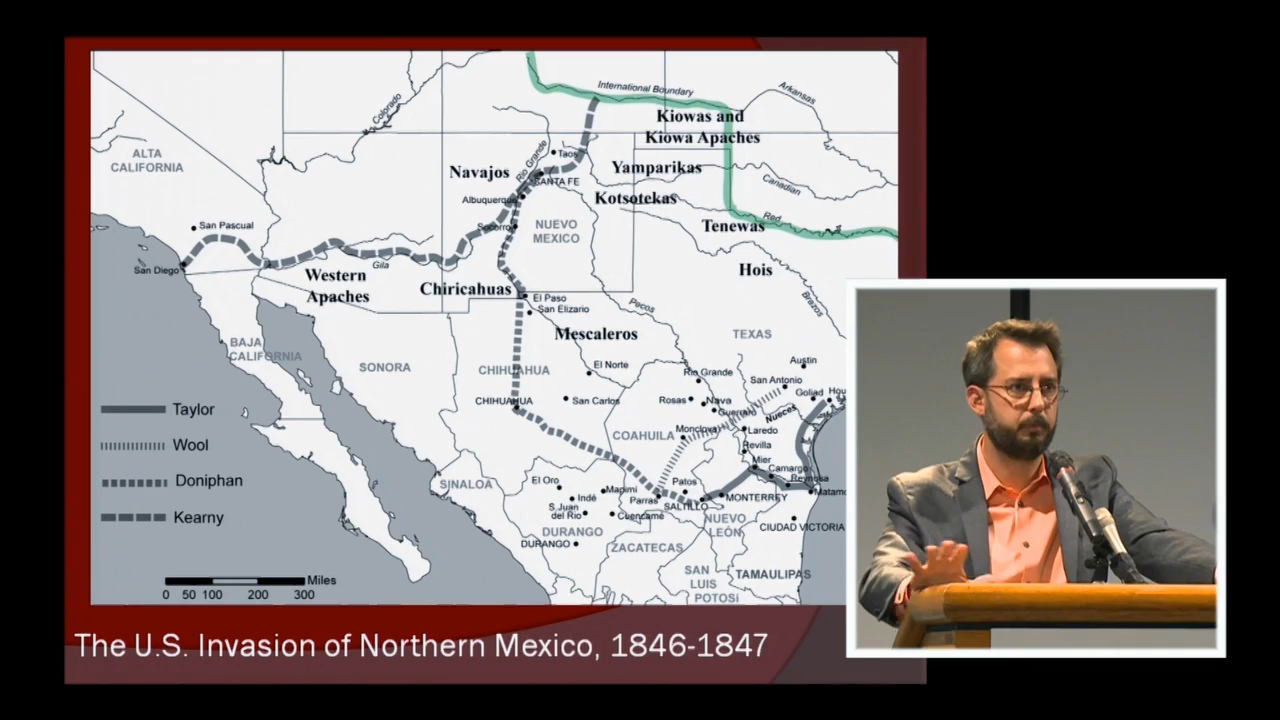 International Boundary
Arkansas
Colorado
Kiowas and
Kiowa Apaches
ALTA
CALIFORNIA
Rio Grande
Taos
Navajos
Yamparikas
SANTA FE
Canadian
Albuquerque
Kotsotekas
Red
San Pascual
Socorro
NUEVO
MEXICO
Tenewas
San Diego
Gila
Western
Apaches
Hois
Chiricahuas
El Paso
San Elizario
Pecos
Brazos
Mescaleros
TEXAS
BAJA
CALIFORNIA
SONORA
CHIHUAHUA
El Norte
Austin
Rio Grande
San Antonio
CHIHUAHUA
San Carlos
Rosas
Nava
Goliad
Hou
Guerrero
Nueces
Taylor
COAHUILA
Monclova
Laredo
Wool
Revilla
Mier
Camargo
Doniphan
SINALOA
El Oro
Mapimí
Patos
Reynosa
Indé
Parras
MONTERREY
Matamo
S.Juan
del Rio
SALTILLO
Kearny
Cuencamé
NUEVO
LEÓN
CIUDAD VICTORIA
DURANGO
DURANGO
ZACATECAS
SAN
LUIS
POTOSí
TAMAULIPAS
Miles
0 50 100 200 300
The U.S. Invasion of Northern Mexico, 1846-1847